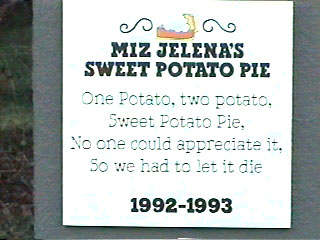 MIZ JELENA'S
SWEET POTATO PIE
One Potato, two potato,
Sweet Potato Pie,
No one could appreciate it,
So we had to let it die
1992-1993